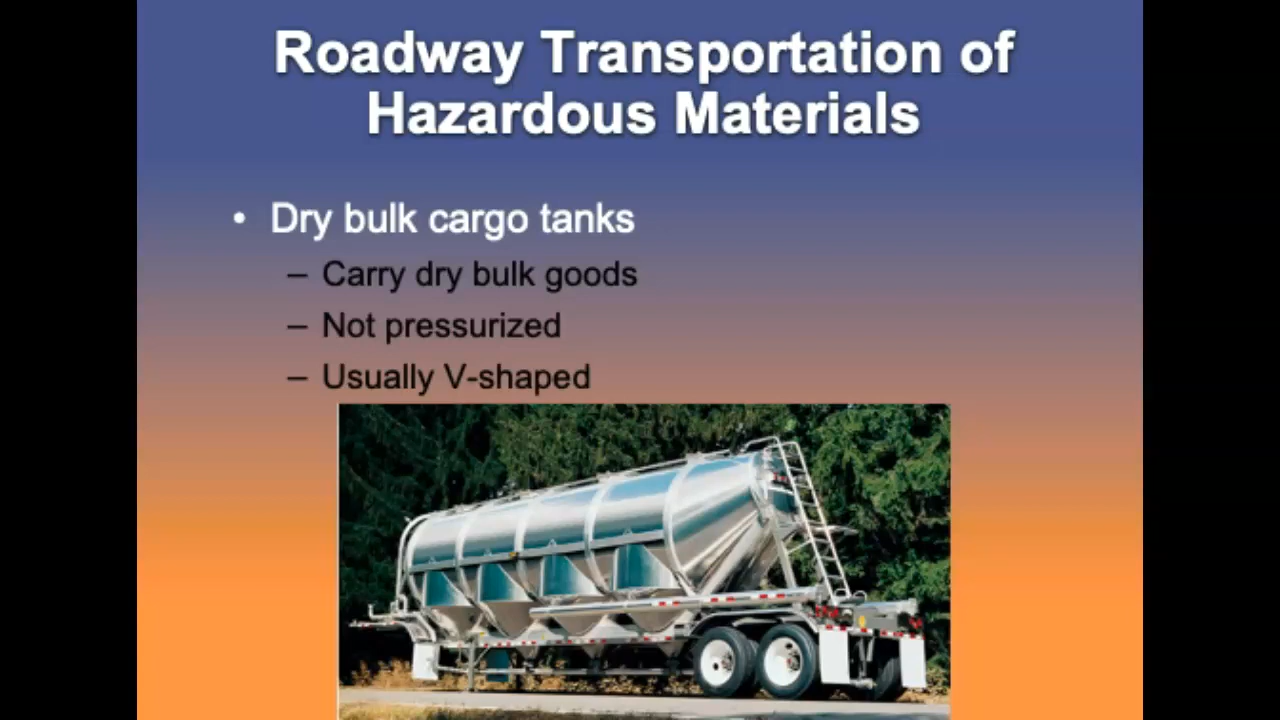 Roadway Transportation of
Hazardous Materials
• Dry bulk cargo tanks
– Carry dry bulk goods
– Not pressurized
– Usually V-shaped